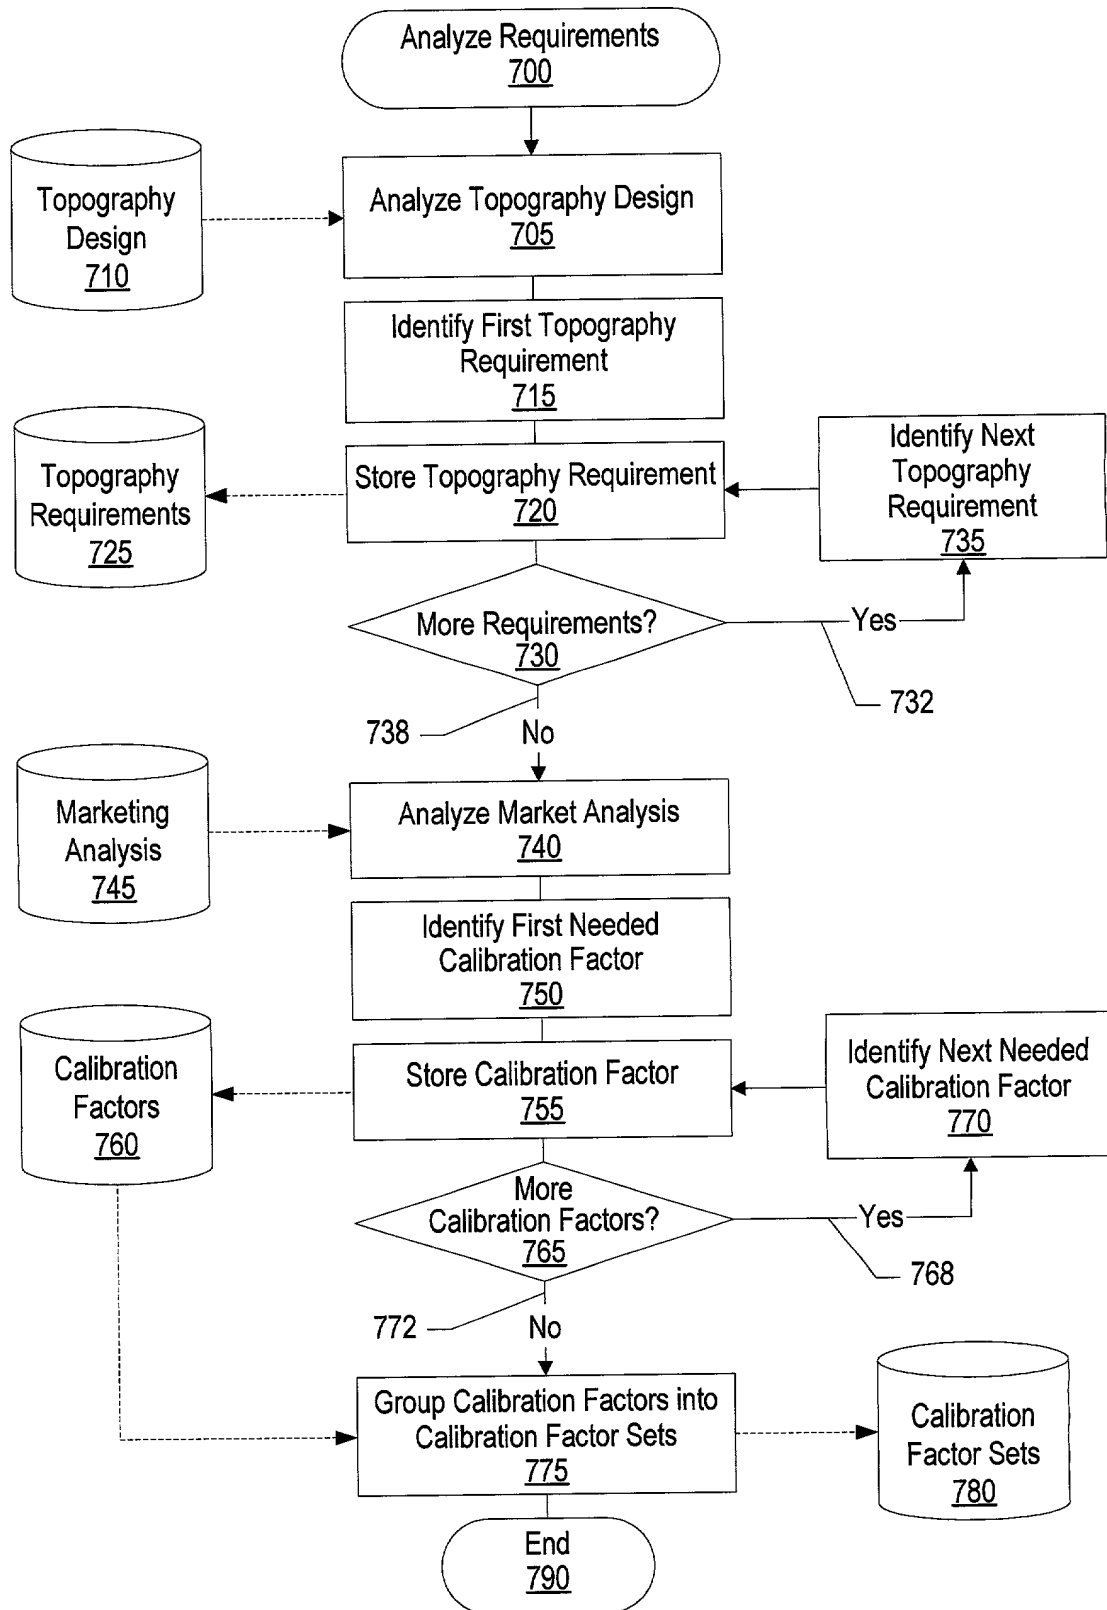 Analyze Requirements
700
Topography
Design
710
Analyze Topography Design
705
Identify First Topography
Requirement
715
Topography
Requirements
725
Store Topography Requirement
720
Identify Next
Topography
Requirement
735
More Requirements?
730
Yes
732
738
No
Marketing
Analysis
745
Analyze Market Analysis
740
Identify First Needed
Calibration Factor
750
Calibration
Factors
760
Store Calibration Factor
755
Identify Next Needed
Calibration Factor
770
More
Calibration Factors?
765
Yes
768
772
No
Group Calibration Factors into
Calibration Factor Sets
775
Calibration
Factor Sets
780
End
790